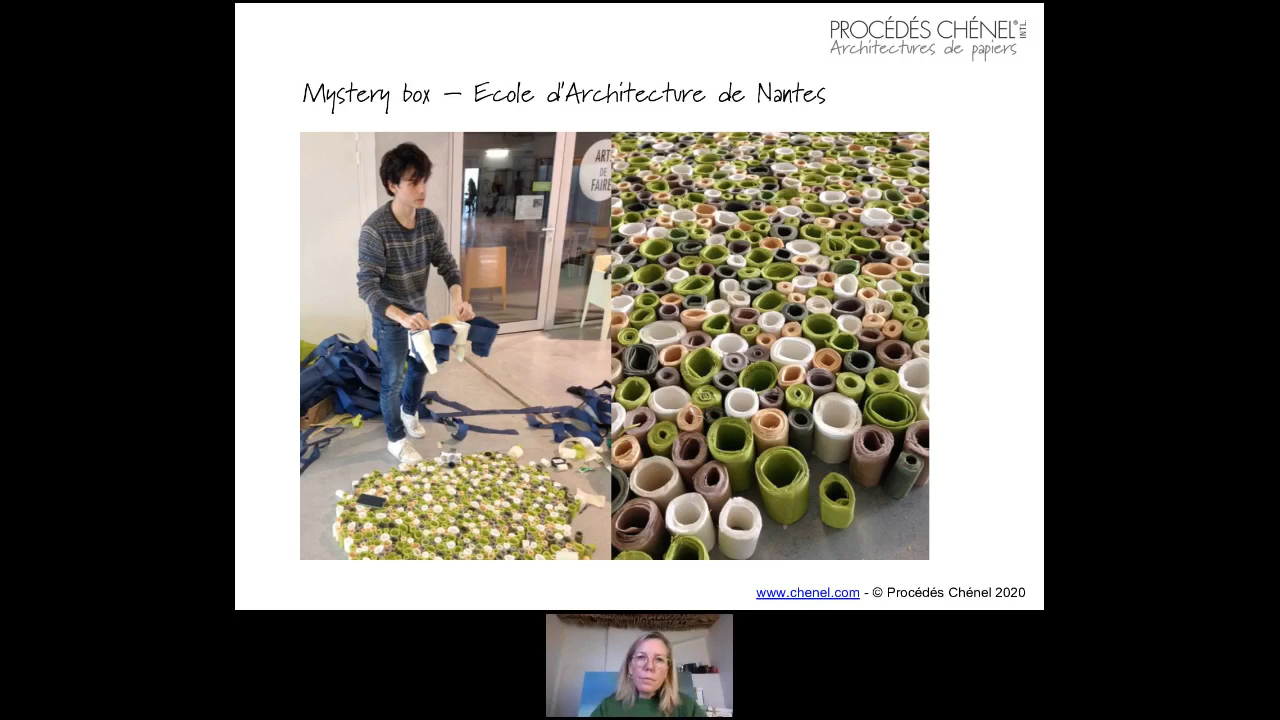 PROCÉDÉS CHÉNEL® INTL.
Architectures de papiers
Mystery box – Ecole d'Architecture de Nantes
ART
DE
FAIRE
www.chenel.com - © Procédés Chénel 2020